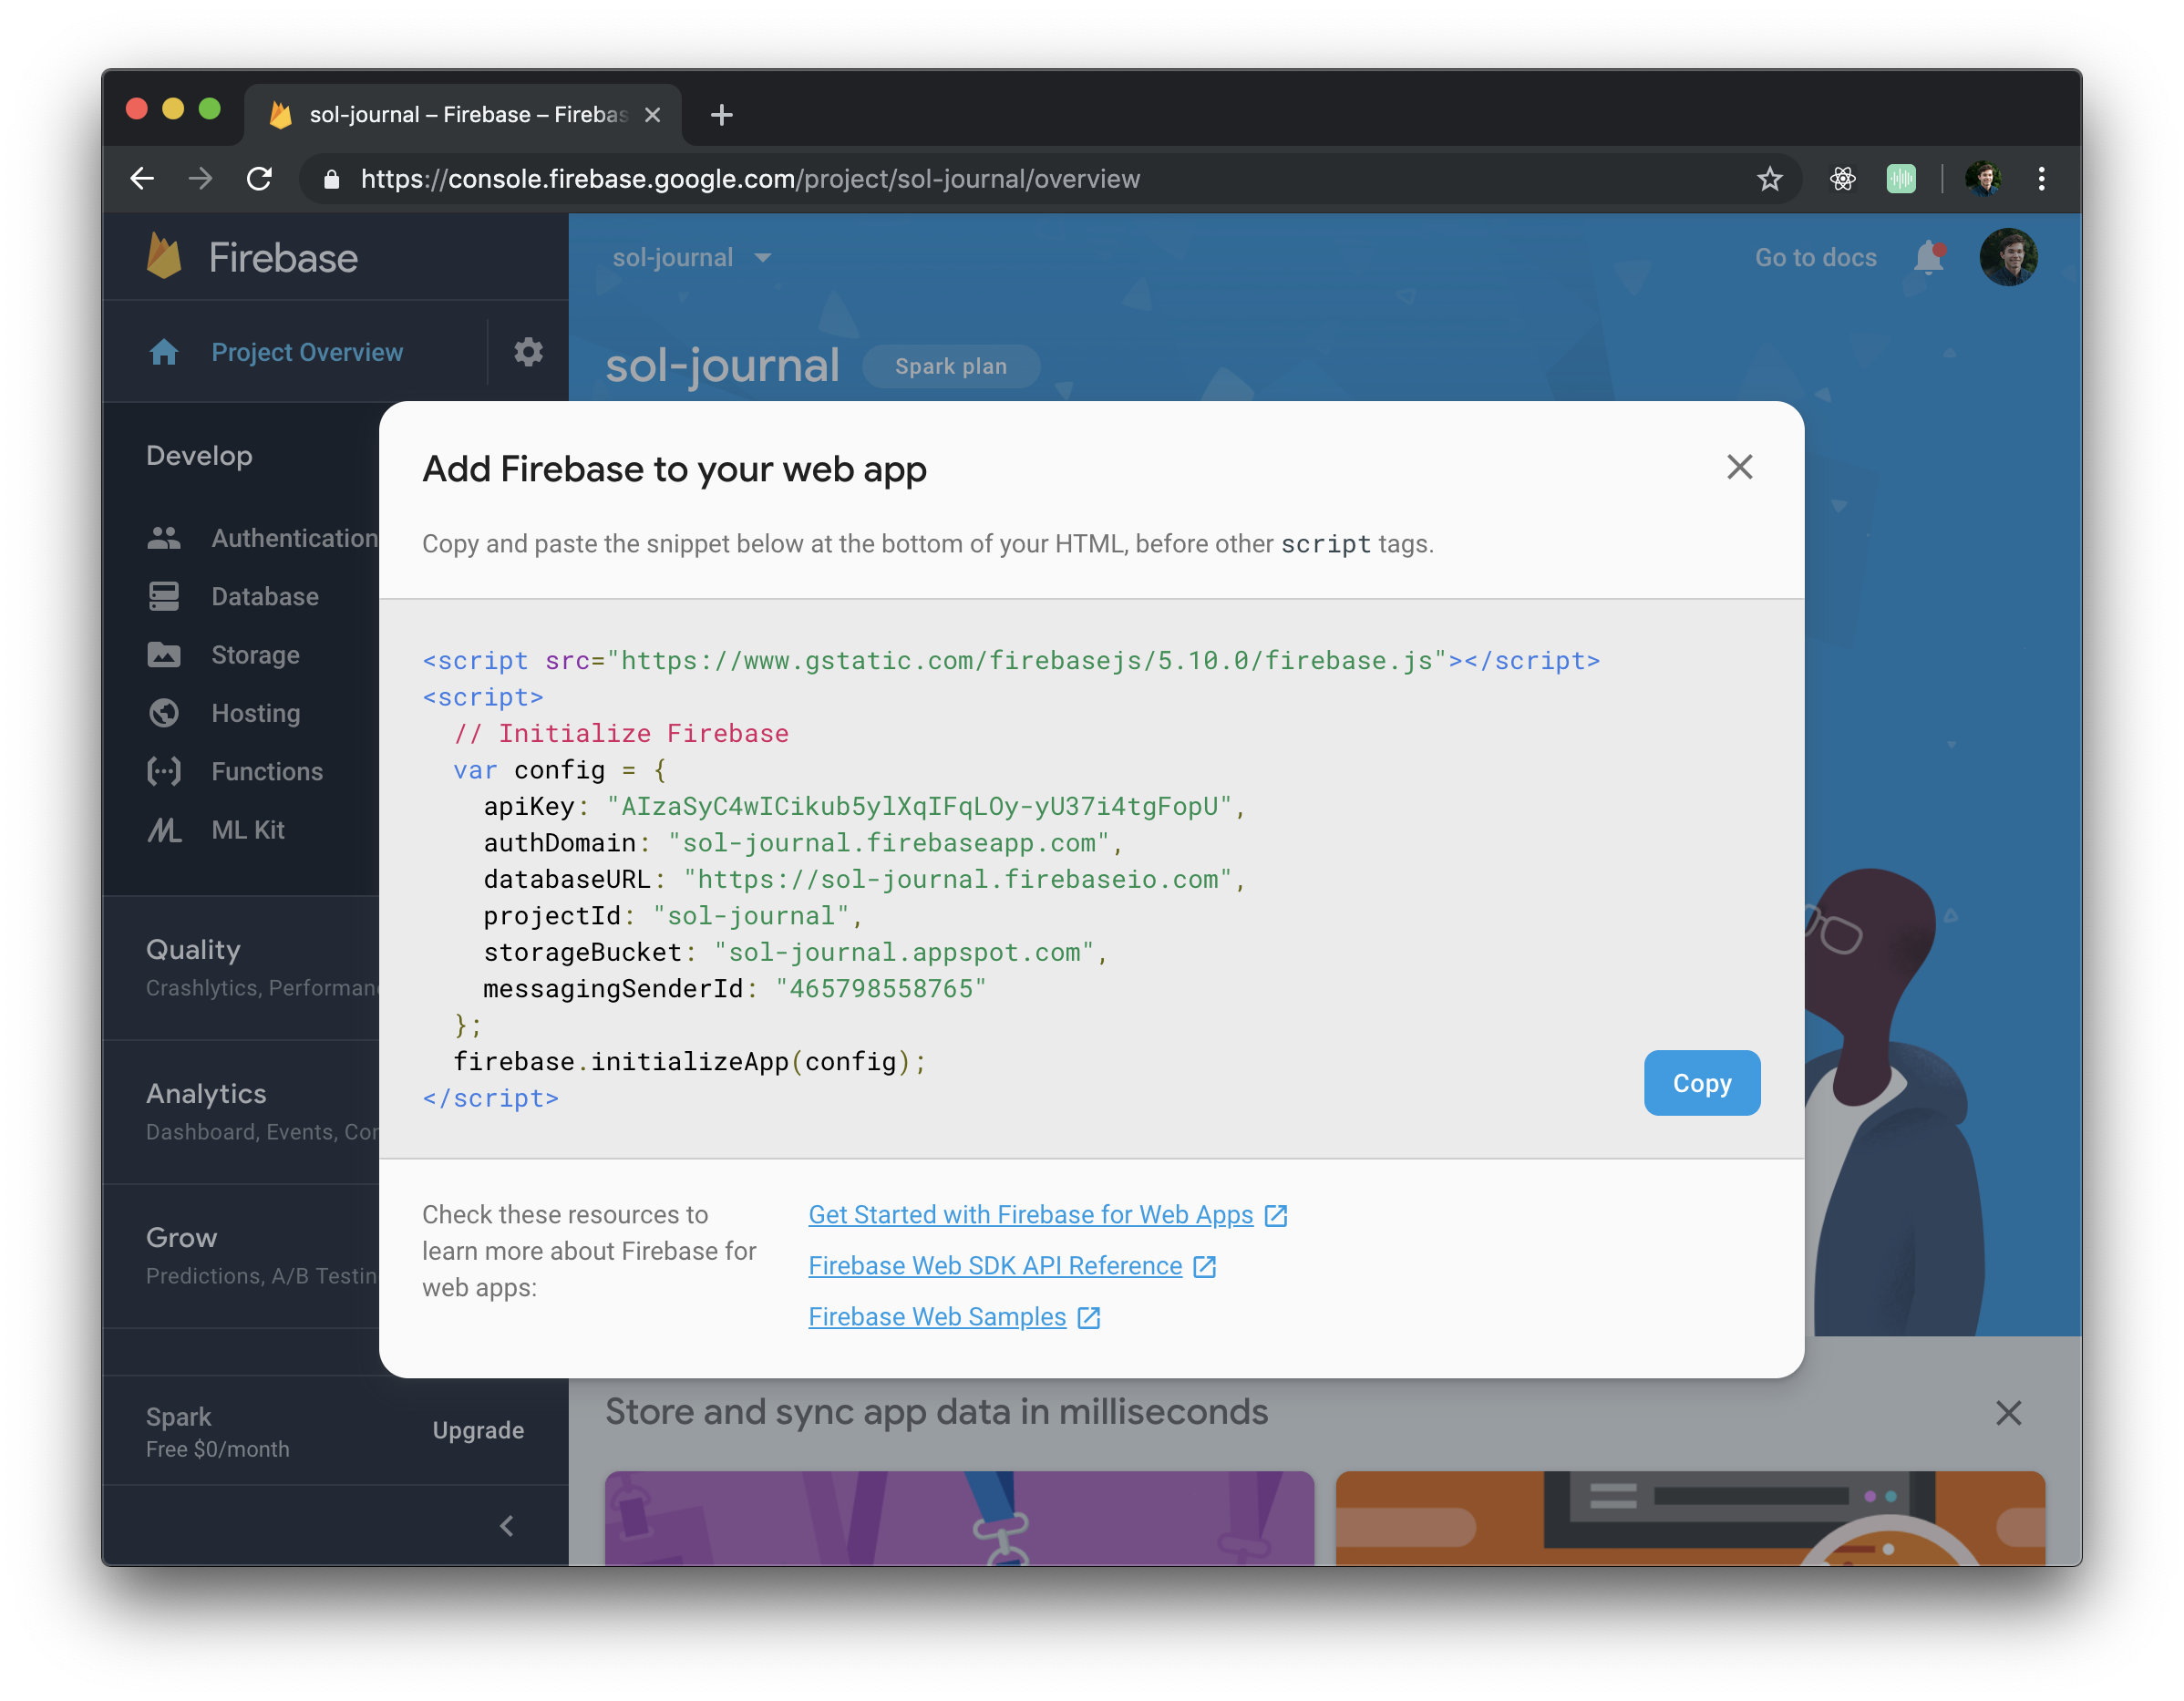 sol-journal – Firebase – Firebas
https://console.firebase.google.com/project/sol-journal/overview
Firebase
sol-journal
Go to docs
Project Overview
sol-journal
Spark plan
Develop
Authentication
Database
Storage
Hosting
Functions
ML Kit
Quality
Crashlytics, Performan
Analytics
Dashboard, Events, Con
Grow
Predictions, A/B Testin
Spark
Free $0/month
Upgrade
Add Firebase to your web app
Copy and paste the snippet below at the bottom of your HTML, before other script tags.
<script src="https://www.gstatic.com/firebasejs/5.10.0/firebase.js"></script>
<script>
// Initialize Firebase
var config = {
apiKey: "AIzaSyC4wICikub5ylXqIFqLOy-yU37i4tgFopU",
authDomain: "sol-journal.firebaseapp.com",
databaseURL: "https://sol-journal.firebaseio.com",
projectId: "sol-journal",
storageBucket: "sol-journal.appspot.com",
messagingSenderId: "465798558765"
};
firebase.initializeApp(config);
</script>
Copy
Check these resources to
learn more about Firebase for
web apps:
Get Started with Firebase for Web Apps
Firebase Web SDK API Reference
Firebase Web Samples
Store and sync app data in milliseconds